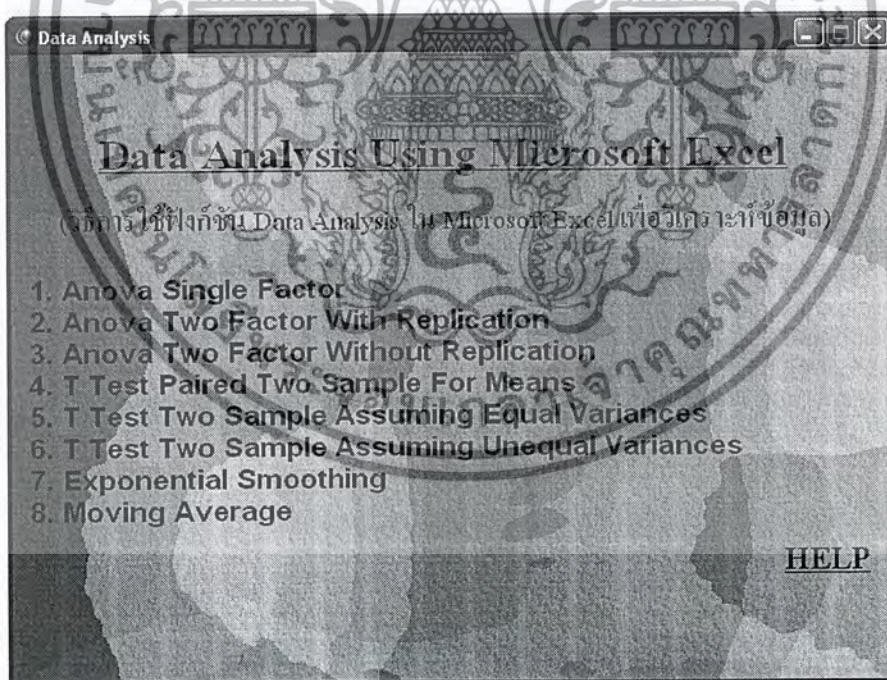 Data Analysis
Data Analysis Using Microsoft Excel
(วิธีการใช้ฟังก์ชัน Data Analysis ใน Microsoft Excel เพื่อวิเคราะห์ข้อมูล)
1. Anova Single Factor
2. Anova Two Factor With Replication
3. Anova Two Factor Without Replication
4. T Test Paired Two Sample For Means
5. T Test Two Sample Assuming Equal Variances
6. T Test Two Sample Assuming Unequal Variances
7. Exponential Smoothing
8. Moving Average
HELP